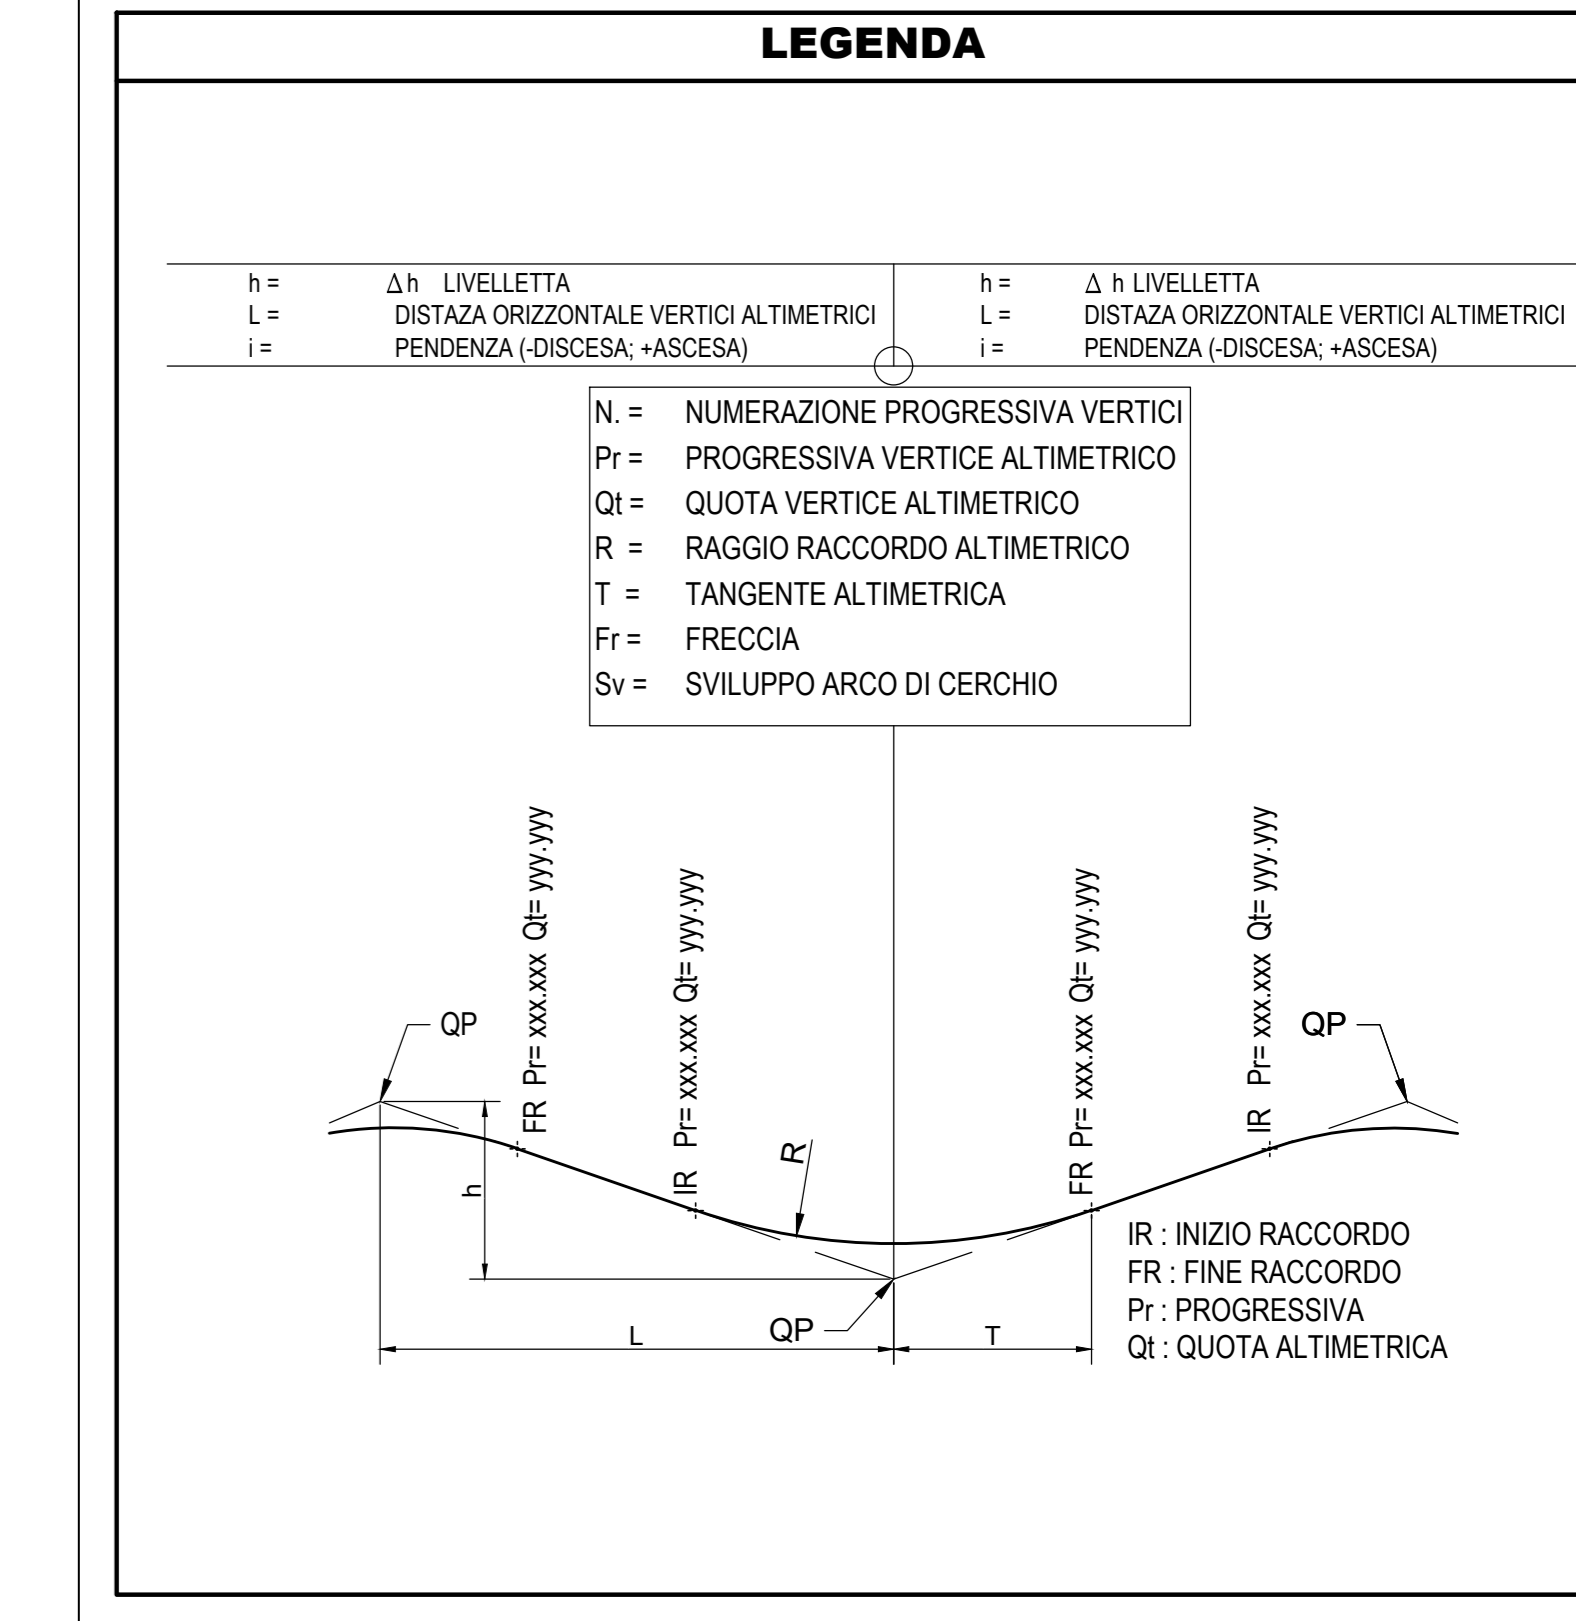 LEGENDA
h = Δ h LIVELLETTA
L = DISTAZA ORIZZONTALE VERTICI ALTIMETRICI
i = PENDENZA (-DISCESA; +ASCESA)
h = Δ h LIVELLETTA
L = DISTAZA ORIZZONTALE VERTICI ALTIMETRICI
i = PENDENZA (-DISCESA; +ASCESA)
N. = NUMERAZIONE PROGRESSIVA VERTICI
Pr = PROGRESSIVA VERTICE ALTIMETRICO
Qt = QUOTA VERTICE ALTIMETRICO
R = RAGGIO RACCORDO ALTIMETRICO
T = TANGENTE ALTIMETRICA
Fr = FRECCIA
Sv = SVILUPPO ARCO DI CERCHIO
QP
FR Pr= xxx.xxx Qt= yyy.yyy
IR Pr= xxx.xxx Qt= yyy.yyy
FR Pr= xxx.xxx Qt= yyy.yyy
IR Pr= xxx.xxx Qt= yyy.yyy
QP
h
R
L
QP
T
IR : INIZIO RACCORDO
FR : FINE RACCORDO
Pr : PROGRESSIVA
Qt : QUOTA ALTIMETRICA